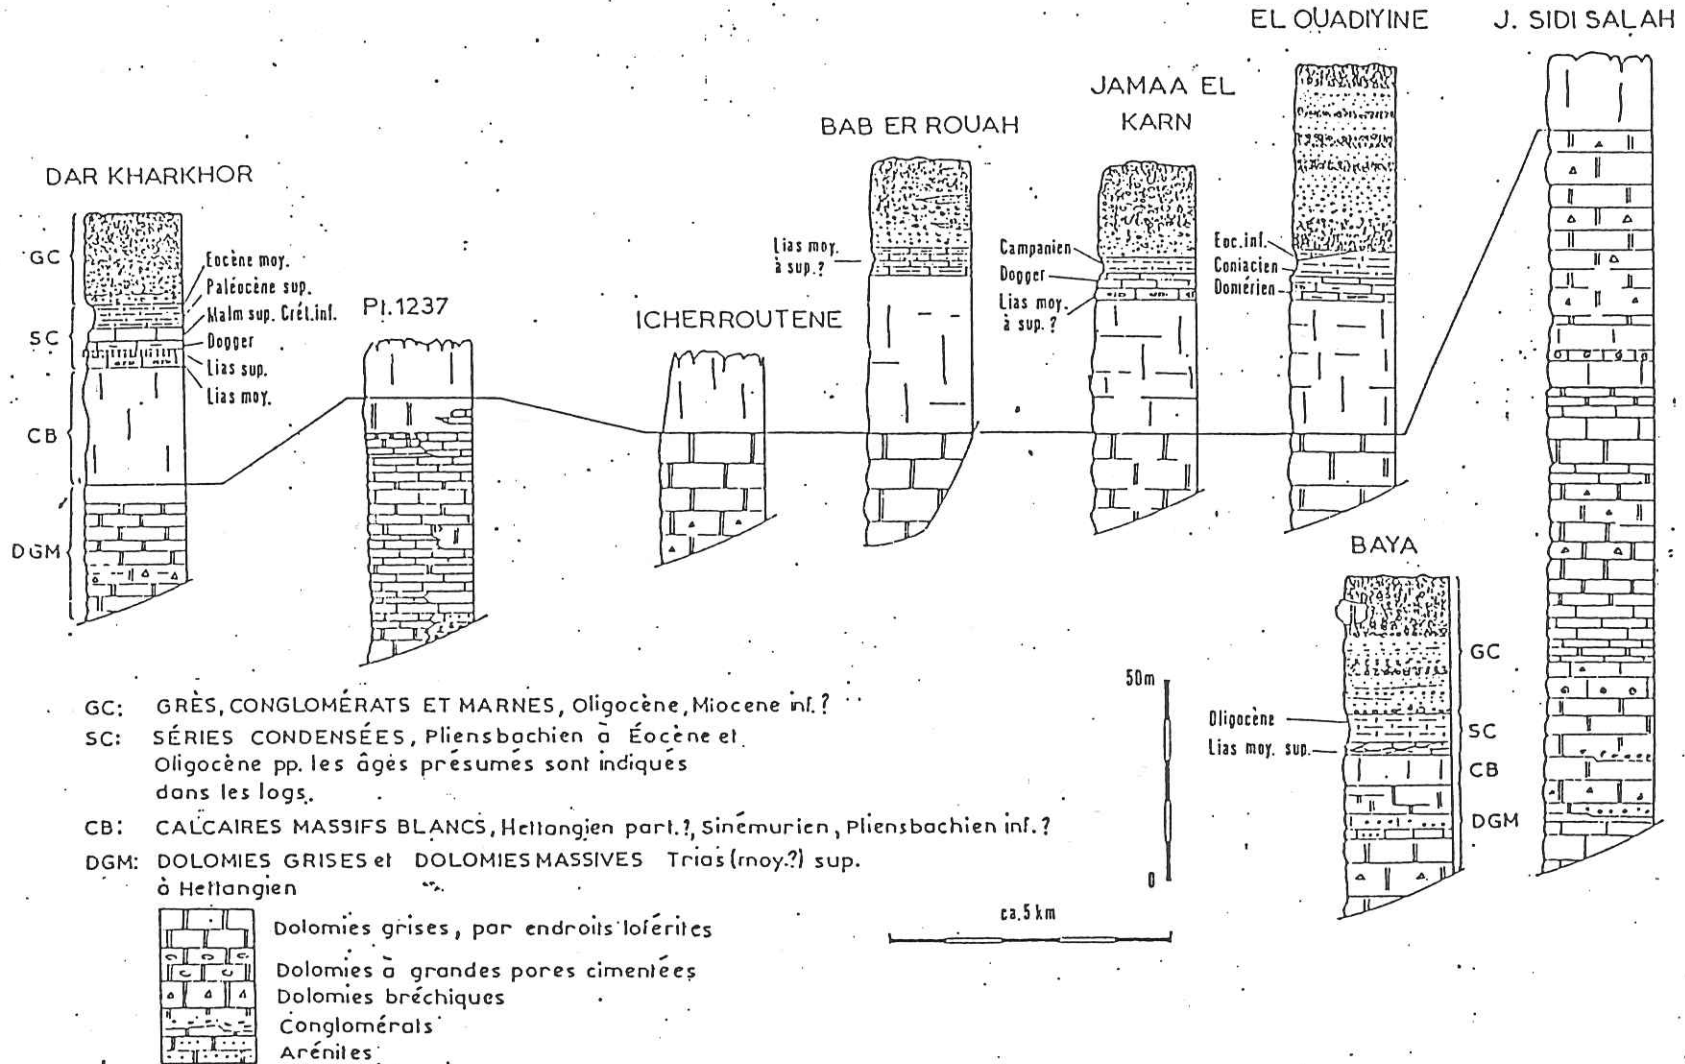 EL OUADIYINE
J. SIDI SALAH
JAMAA EL
KARN
BAB ER ROUAH
DAR KHARKHOR
Pl. 1237
ICHERROUTENE
GC
SC
CB
DGM
Eocène moy.
Paléocène sup.
Malm sup. Crét.inf.
Dogger
Lias sup.
Lias moy.
Lias moy.
à sup.?
Campanien
Dogger
Lias moy.
à sup. ?
Eoc.inf.
Coniacien
Domérien
BAYA
GC
Oligocène
SC
Lias moy. sup.
CB
DGM
50m
0
ca.5 km
GC: GRÈS, CONGLOMÉRATS ET MARNES, Oligocène, Miocene inf.?
SC: SÉRIES CONDENSÉES, Pliensbachien à Éocène et
Oligocène pp. les âges présumés sont indiqués
dans les logs.
CB: CALCAIRES MASSIFS BLANCS, Hettangien part.?, Sinémurien, Pliensbachien inf.?
DGM: DOLOMIES GRISES et DOLOMIES MASSIVES Trias (moy.?) sup.
à Hettangien
Dolomies grises, par endroits loférites
Dolomies à grandes pores cimentées
Dolomies bréchiques
Conglomérats
Arénites